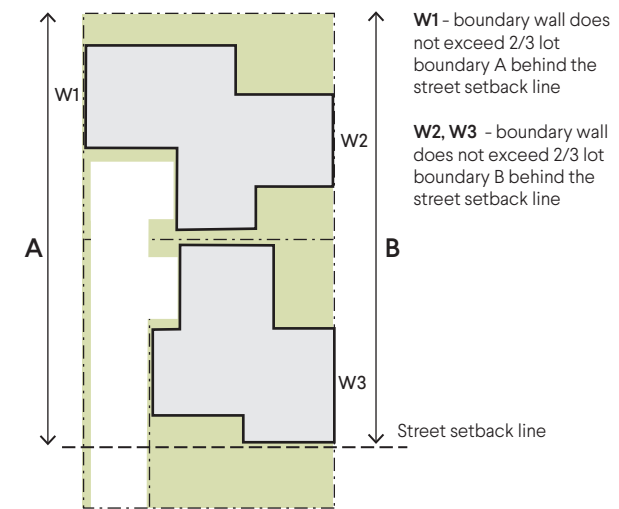 W1 - boundary wall does
not exceed 2/3 lot
boundary A behind the
street setback line
W1
W2, W3 - boundary wall
does not exceed 2/3 lot
boundary B behind the
street setback line
W2
A
B
W3
Street setback line